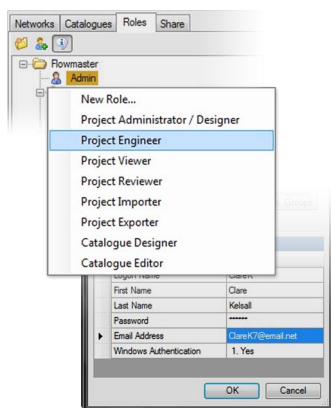 Networks Catalogues Roles Share
Flowmaster
Admin
New Role...
Project Administrator / Designer
Project Engineer
Project Viewer
Project Reviewer
Project Importer
Project Exporter
Catalogue Designer
Catalogue Editor
Groups
Logon Name ClareK
First Name Clare
Last Name Kelsall
Password ******
Email Address ClareK7@email.net
Windows Authentication 1. Yes
OK Cancel